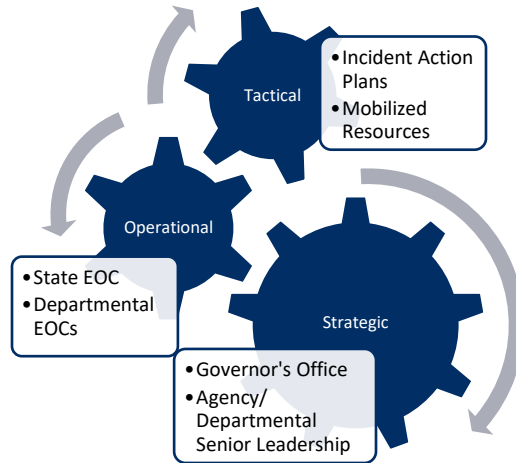 Tactical
•Incident Action
Plans
•Mobilized
Resources
Operational
•State EOC
•Departmental
EOCs
Strategic
•Governor's Office
•Agency/
Departmental
Senior Leadership